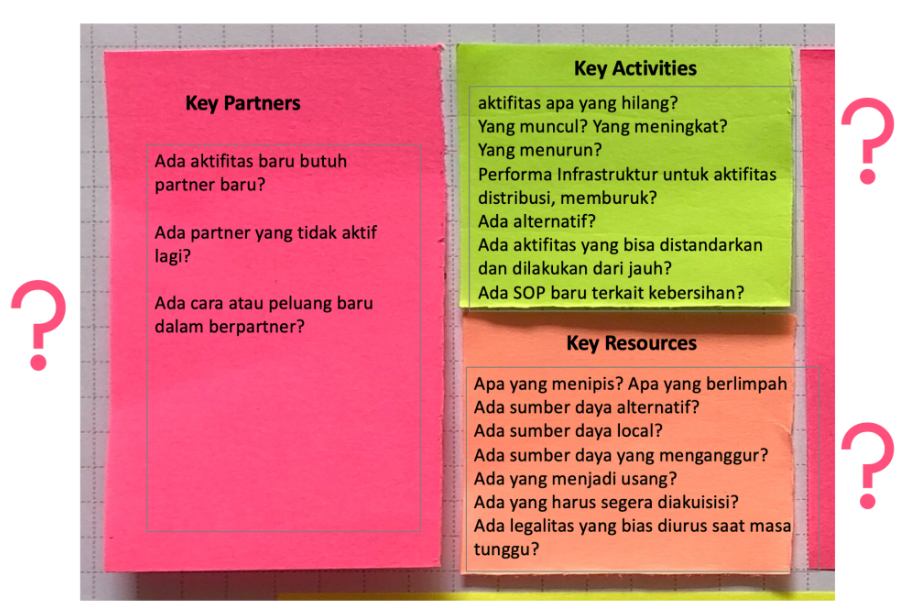 Key Partners
Ada aktifitas baru butuh
partner baru?
Ada partner yang tidak aktif
lagi?
Ada cara atau peluang baru
dalam berpartner?
Key Activities
aktifitas apa yang hilang?
Yang muncul? Yang meningkat?
Yang menurun?
Performa Infrastruktur untuk aktifitas
distribusi, memburuk?
Ada alternatif?
Ada aktifitas yang bisa distandarkan
dan dilakukan dari jauh?
Ada SOP baru terkait kebersihan?
Key Resources
Apa yang menipis? Apa yang berlimpah
Ada sumber daya alternatif?
Ada sumber daya local?
Ada sumber daya yang menganggur?
Ada yang menjadi usang?
Ada yang harus segera diakuisisi?
Ada legalitas yang bias diurus saat masa
tunggu?
?
?
?